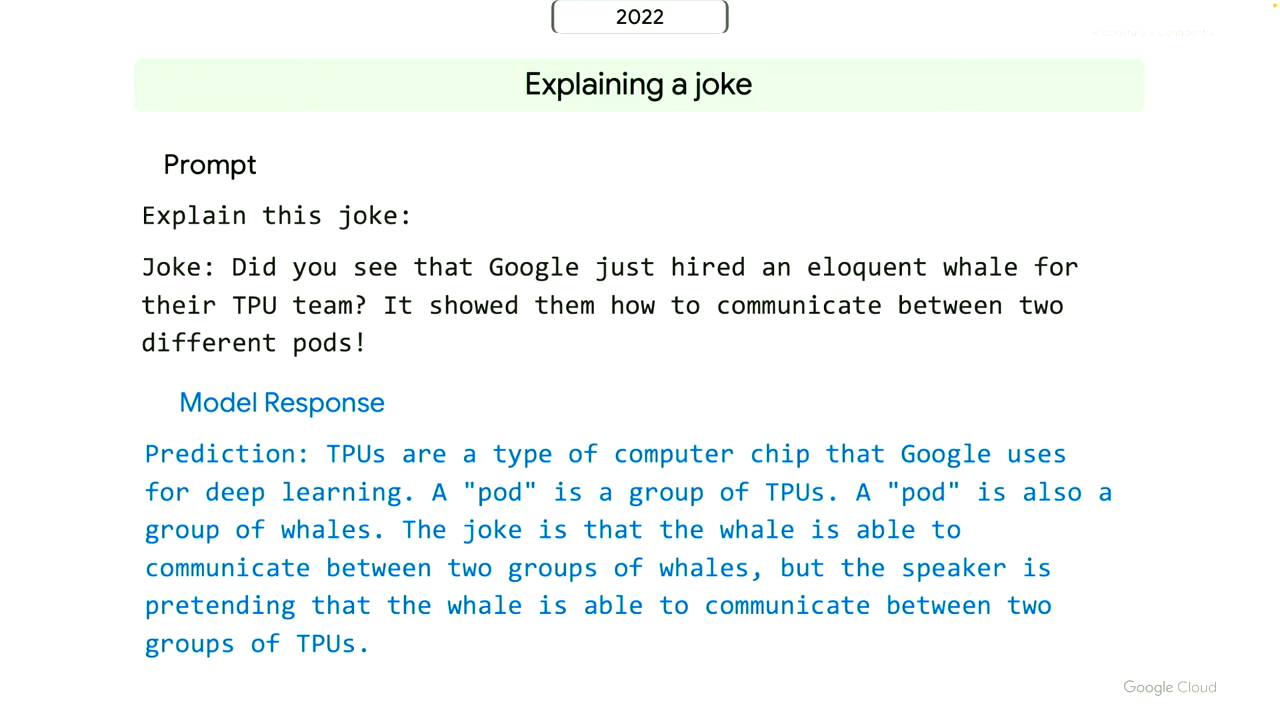 2022
Explaining a joke
Prompt
Explain this joke:
Joke: Did you see that Google just hired an eloquent whale for
their TPU team? It showed them how to communicate between two
different pods!
Model Response
Prediction: TPUs are a type of computer chip that Google uses
for deep learning. A "pod" is a group of TPUs. A "pod" is also a
group of whales. The joke is that the whale is able to
communicate between two groups of whales, but the speaker is
pretending that the whale is able to communicate between two
groups of TPUs.
Google Cloud